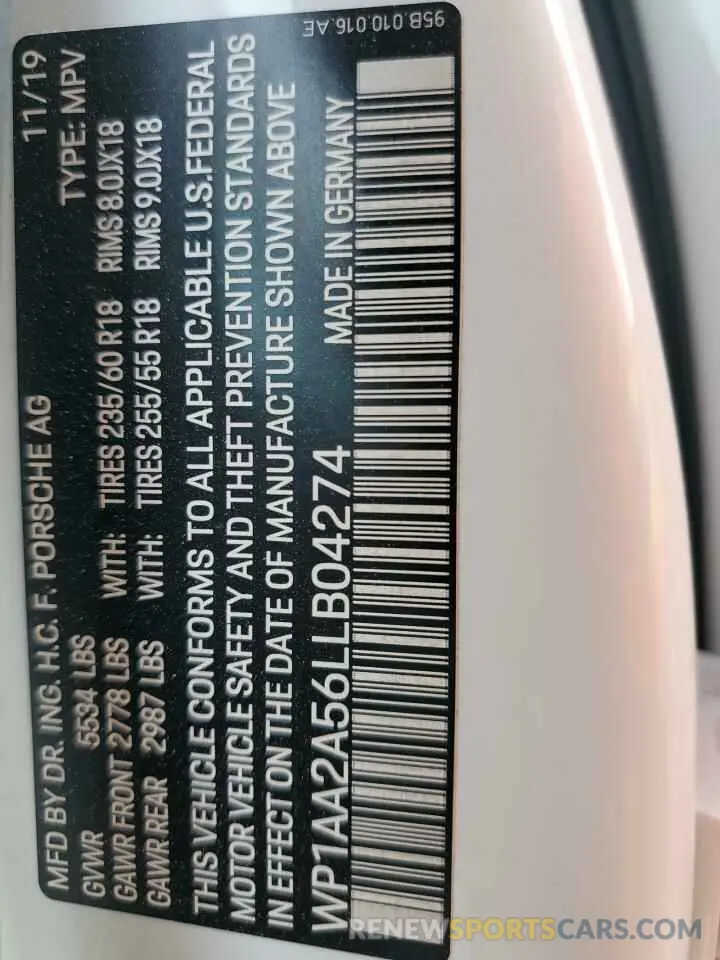 MFD BY DR. ING. H.C. F. PORSCHE AG 11/19
GVWR 5534 LBS TYPE: MPV
GAWR FRONT 2778 LBS WITH: TIRES 235/60 R18 RIMS 8.0JX18
GAWR REAR 2987 LBS WITH: TIRES 255/55 R18 RIMS 9.0JX18
THIS VEHICLE CONFORMS TO ALL APPLICABLE U.S.FEDERAL
MOTOR VEHICLE SAFETY AND THEFT PREVENTION STANDARDS
IN EFFECT ON THE DATE OF MANUFACTURE SHOWN ABOVE
WP1AA2A56LLB04274 MADE IN GERMANY
95B.010.016.AE
RENEWSPORTSCARS.COM